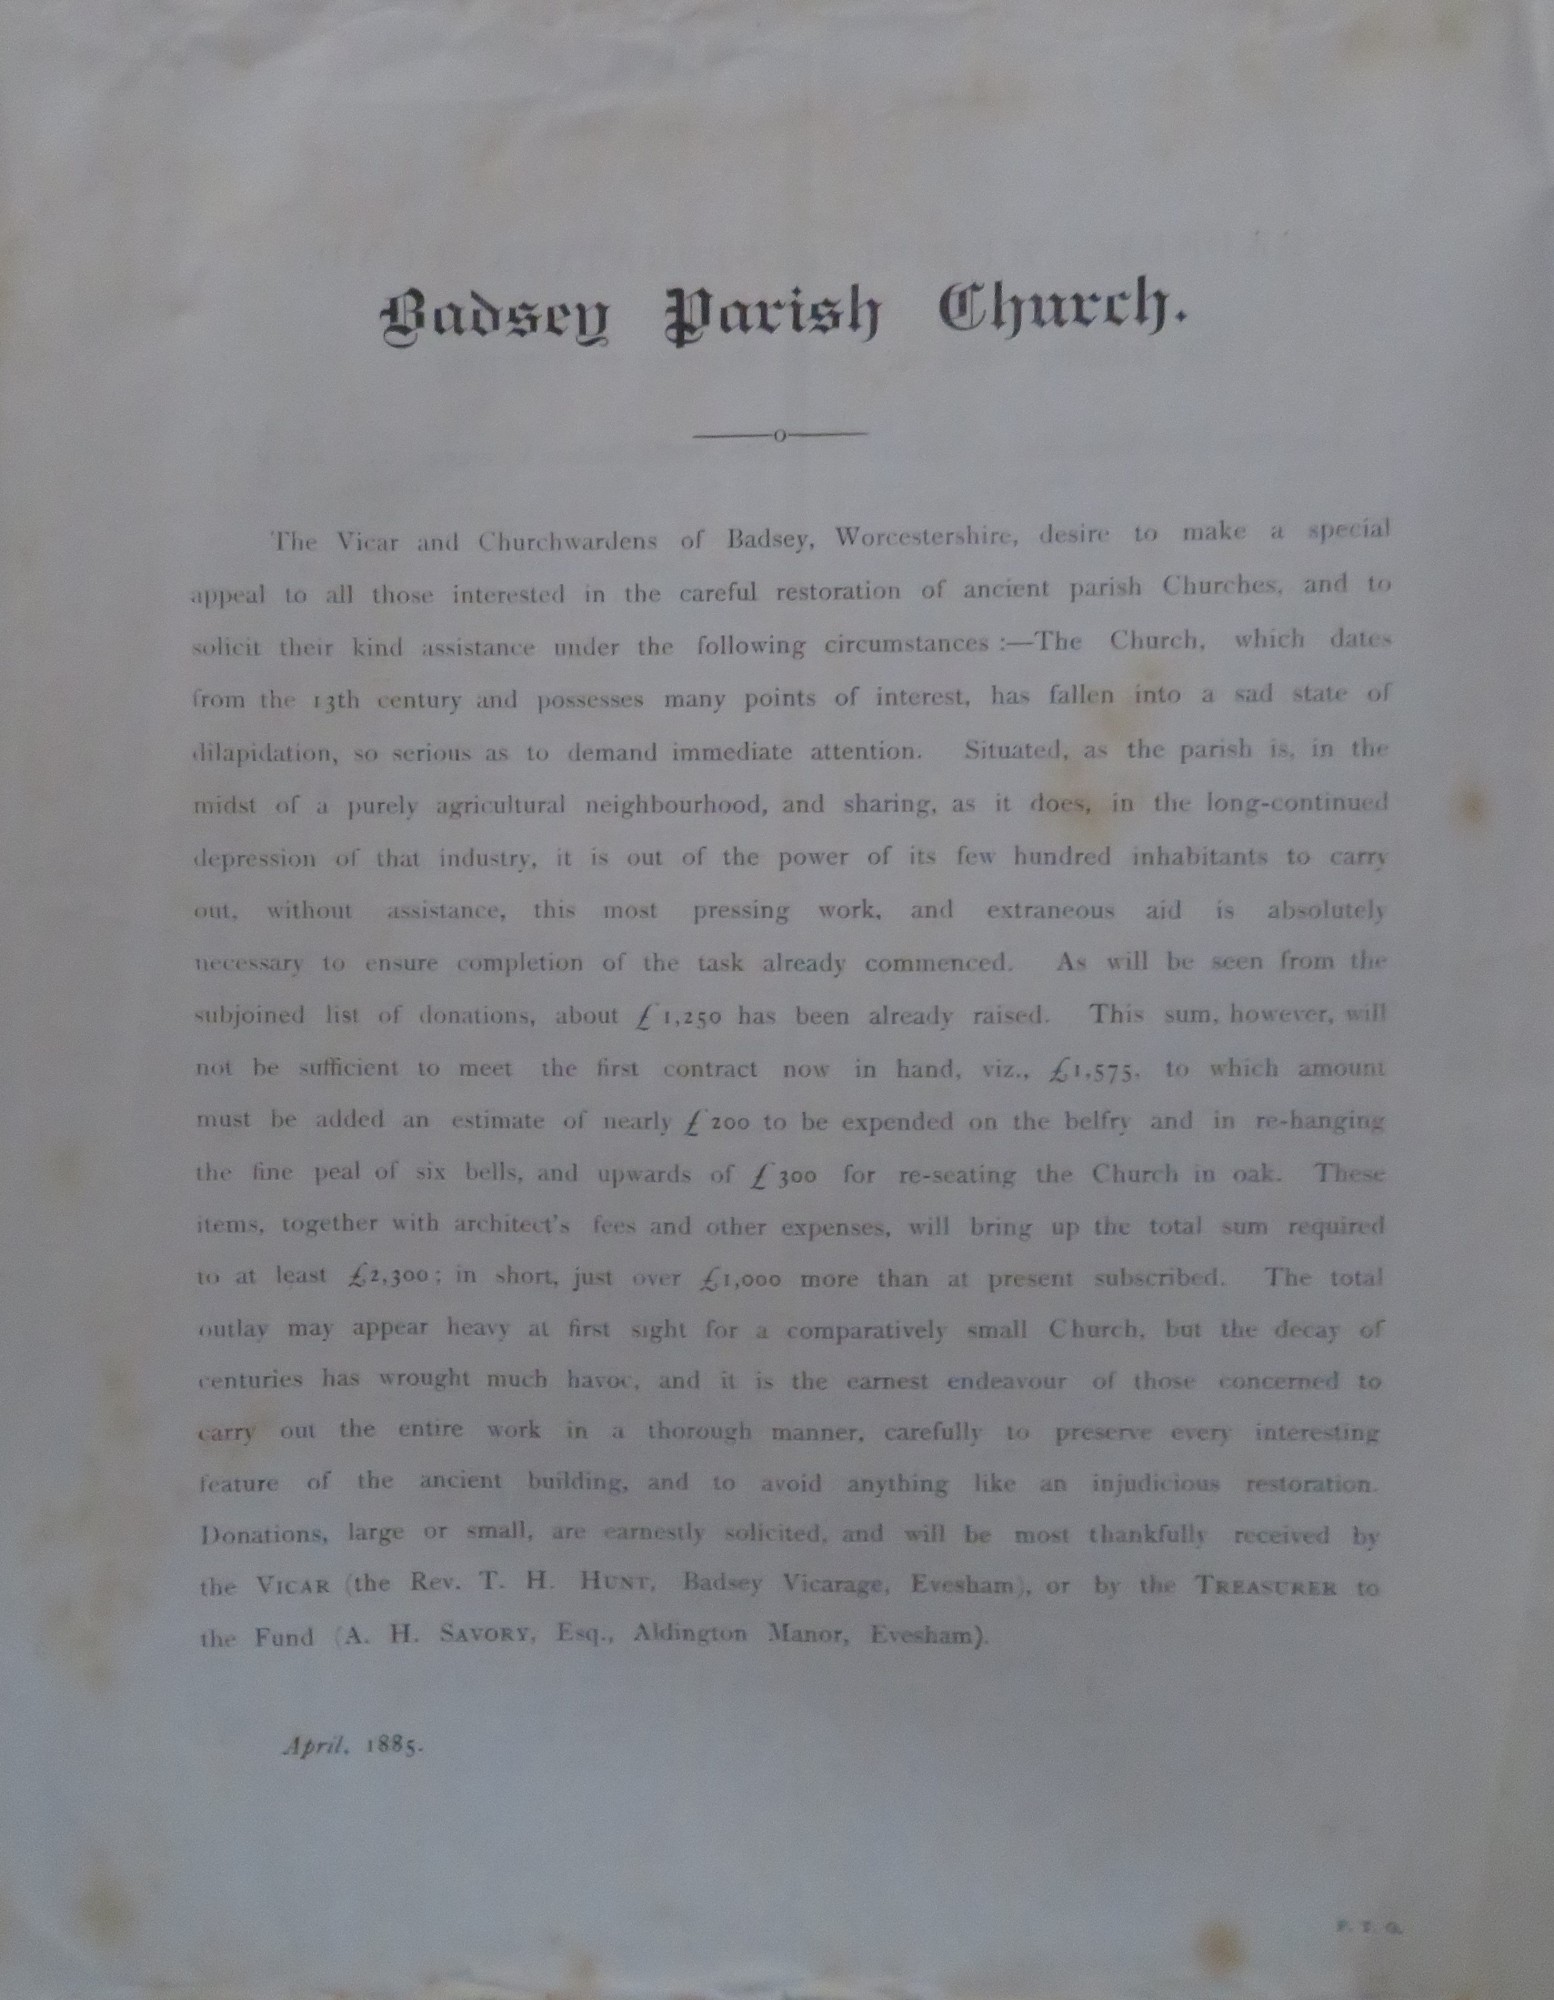 Badsey Parish Church.
The Vicar and Churchwardens of Badsey, Worcestershire, desire to make a special
appeal to all those interested in the careful restoration of ancient parish Churches, and to
solicit their kind assistance under the following circumstances :—The Church, which dates
from the 13th century and possesses many points of interest, has fallen into a sad state of
dilapidation, so serious as to demand immediate attention. Situated, as the parish is, in the
midst of a purely agricultural neighbourhood, and sharing, as it does, in the long-continued
depression of that industry, it is out of the power of its few hundred inhabitants to carry
out, without assistance, this most pressing work, and extraneous aid is absolutely
necessary to ensure completion of the task already commenced. As will be seen from the
subjoined list of donations, about £1,250 has been already raised. This sum, however, will
not be sufficient to meet the first contract now in hand, viz., £1,575, to which amount
must be added an estimate of nearly £200 to be expended on the belfry and in re-hanging
the fine peal of six bells, and upwards of £300 for re-seating the Church in oak. These
items, together with architect's fees and other expenses, will bring up the total sum required
to at least £2,300; in short, just over £1,000 more than at present subscribed. The total
outlay may appear heavy at first sight for a comparatively small Church, but the decay of
centuries has wrought much havoc, and it is the earnest endeavour of those concerned to
carry out the entire work in a thorough manner, carefully to preserve every interesting
feature of the ancient building, and to avoid anything like an injudicious restoration.
Donations, large or small, are earnestly solicited, and will be most thankfully received by
the VICAR (the Rev. T. H. HUNT, Badsey Vicarage, Evesham), or by the TREASURER to
the Fund (A. H. SAVORY, Esq., Aldington Manor, Evesham).
April, 1885.
P. T. O.